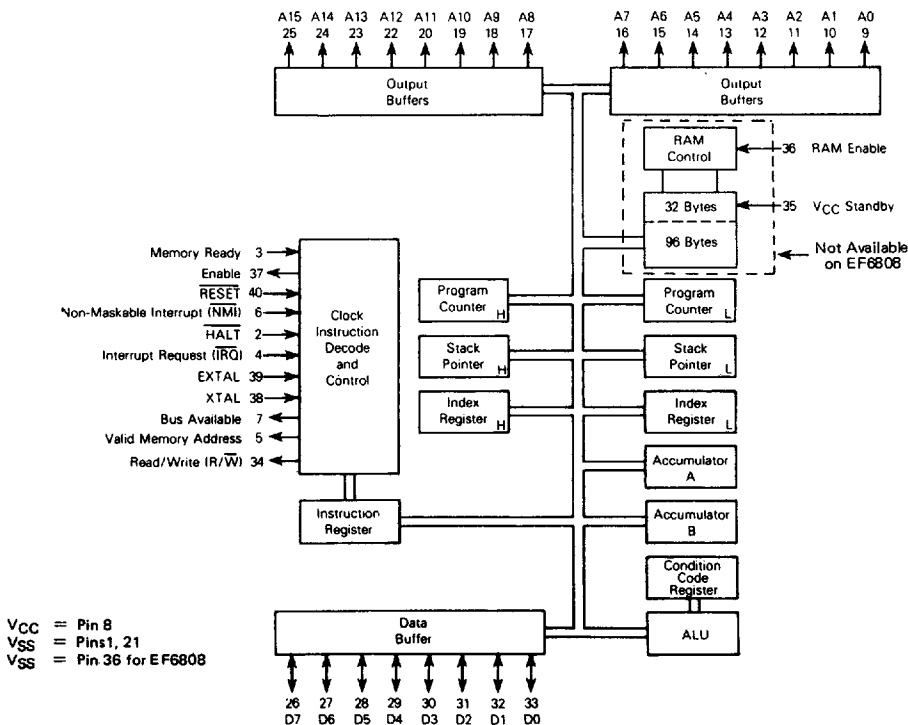 A15 A14 A13 A12 A11 A10 A9 A8 A7 A6 A5 A4 A3 A2 A1 A0
25 24 23 22 20 19 18 17 16 15 14 13 12 11 10 9
Output
Buffers
Output
Buffers
RAM
Control
36 RAM Enable
32 Bytes
35 VCC Standby
96 Bytes
Not Available
on EF6808
Memory Ready 3
Enable 37
RESET 40
Non-Maskable Interrupt (NMI) 6
HALT 2
Interrupt Request (IRQ) 4
EXTAL 39
XTAL 38
Bus Available 7
Valid Memory Address 5
Read/Write (R/W) 34
Clock
Instruction
Decode
and
Control
Program
Counter H
Program
Counter L
Stack
Pointer H
Stack
Pointer L
Index
Register H
Index
Register L
Accumulator
A
Instruction
Register
Accumulator
B
Condition
Code
Register
ALU
Data
Buffer
VCC = Pin 8
VSS = Pins1, 21
VSS = Pin 36 for EF6808
26 27 28 29 30 31 32 33
D7 D6 D5 D4 D3 D2 D1 D0